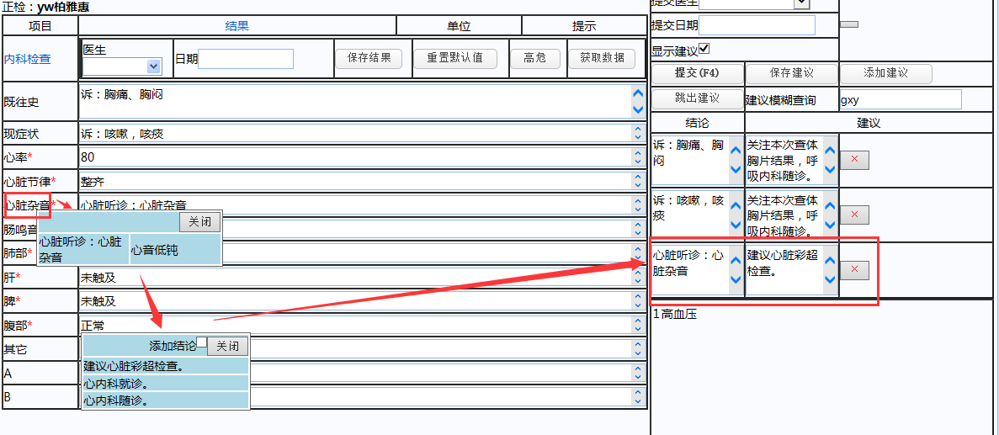 正检：yw柏雅惠
项目 结果 单位 提示
内科检查 医生 日期 保存结果 重置默认值 高危 获取数据
既往史 诉：胸痛、胸闷
现症状 诉：咳嗽，咳痰
心率* 80
心脏节律* 整齐
心脏杂音* 心脏听诊：心脏杂音
关闭
肠鸣音
心脏听诊：心脏
杂音
心音低钝
肺部*
肝* 未触及
脾* 未触及
腹部* 正常
添加结论 关闭
其它
建议心脏彩超检查。
A
心内科就诊。
B
心内科随诊。
提交医生
提交日期
显示建议
提交(F4) 保存建议 添加建议
跳出建议 建议模糊查询 gxy
结论 建议
诉：胸痛、胸
闷
关注本次查体
胸片结果，呼
吸内科随诊。
×
诉：咳嗽，咳
痰
关注本次查体
胸片结果，呼
吸内科随诊。
×
心脏听诊：心
脏杂音
建议心脏彩超
检查。
×
1高血压